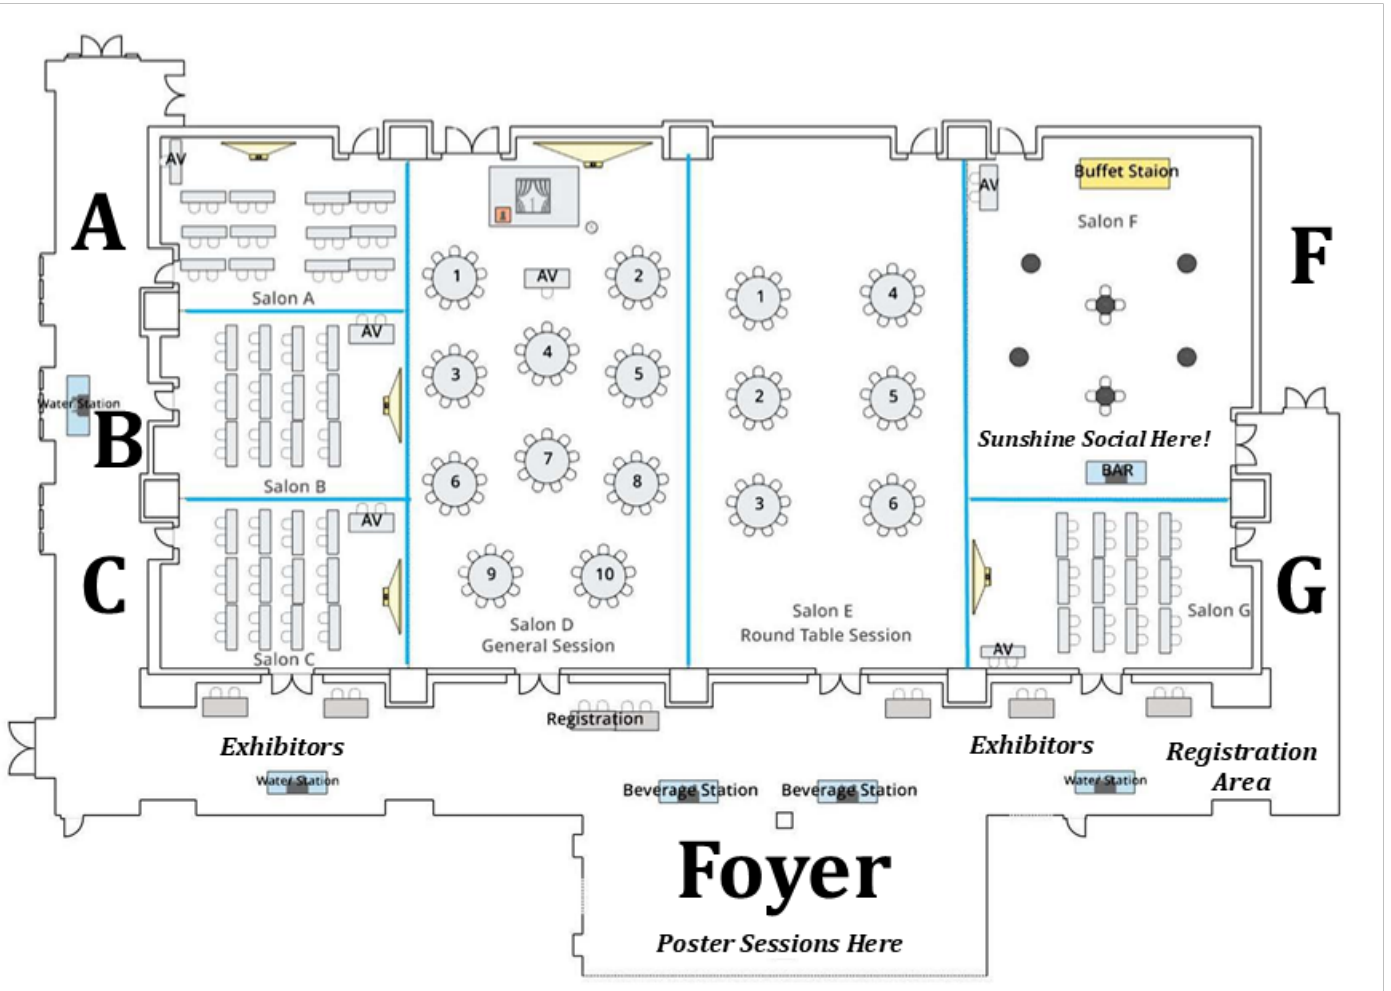 AV
Buffet Staion
AV
A
Salon F
F
1
AV
2
1
4
Salon A
AV
4
3
5
2
5
Water Station
B
Sunshine Social Here!
7
BAR
6
8
Salon B
3
6
AV
C
9
10
G
Salon E
Salon G
Salon D
Round Table Session
General Session
AV
Salon C
Registration
Exhibitors
Exhibitors
Registration
Area
Water Station
Beverage Station
Beverage Station
Water Station
Foyer
Poster Sessions Here